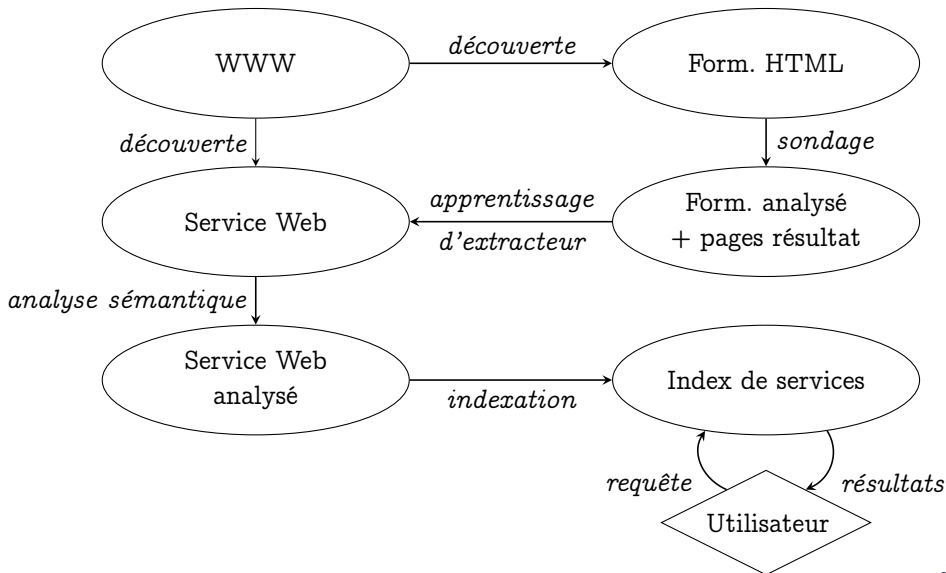 WWW
découverte
Form. HTML
découverte
sondage
Service Web
apprentissage
d'extracteur
Form. analysé
+ pages résultat
analyse sémantique
Service Web
analysé
indexation
Index de services
requête
résultats
Utilisateur